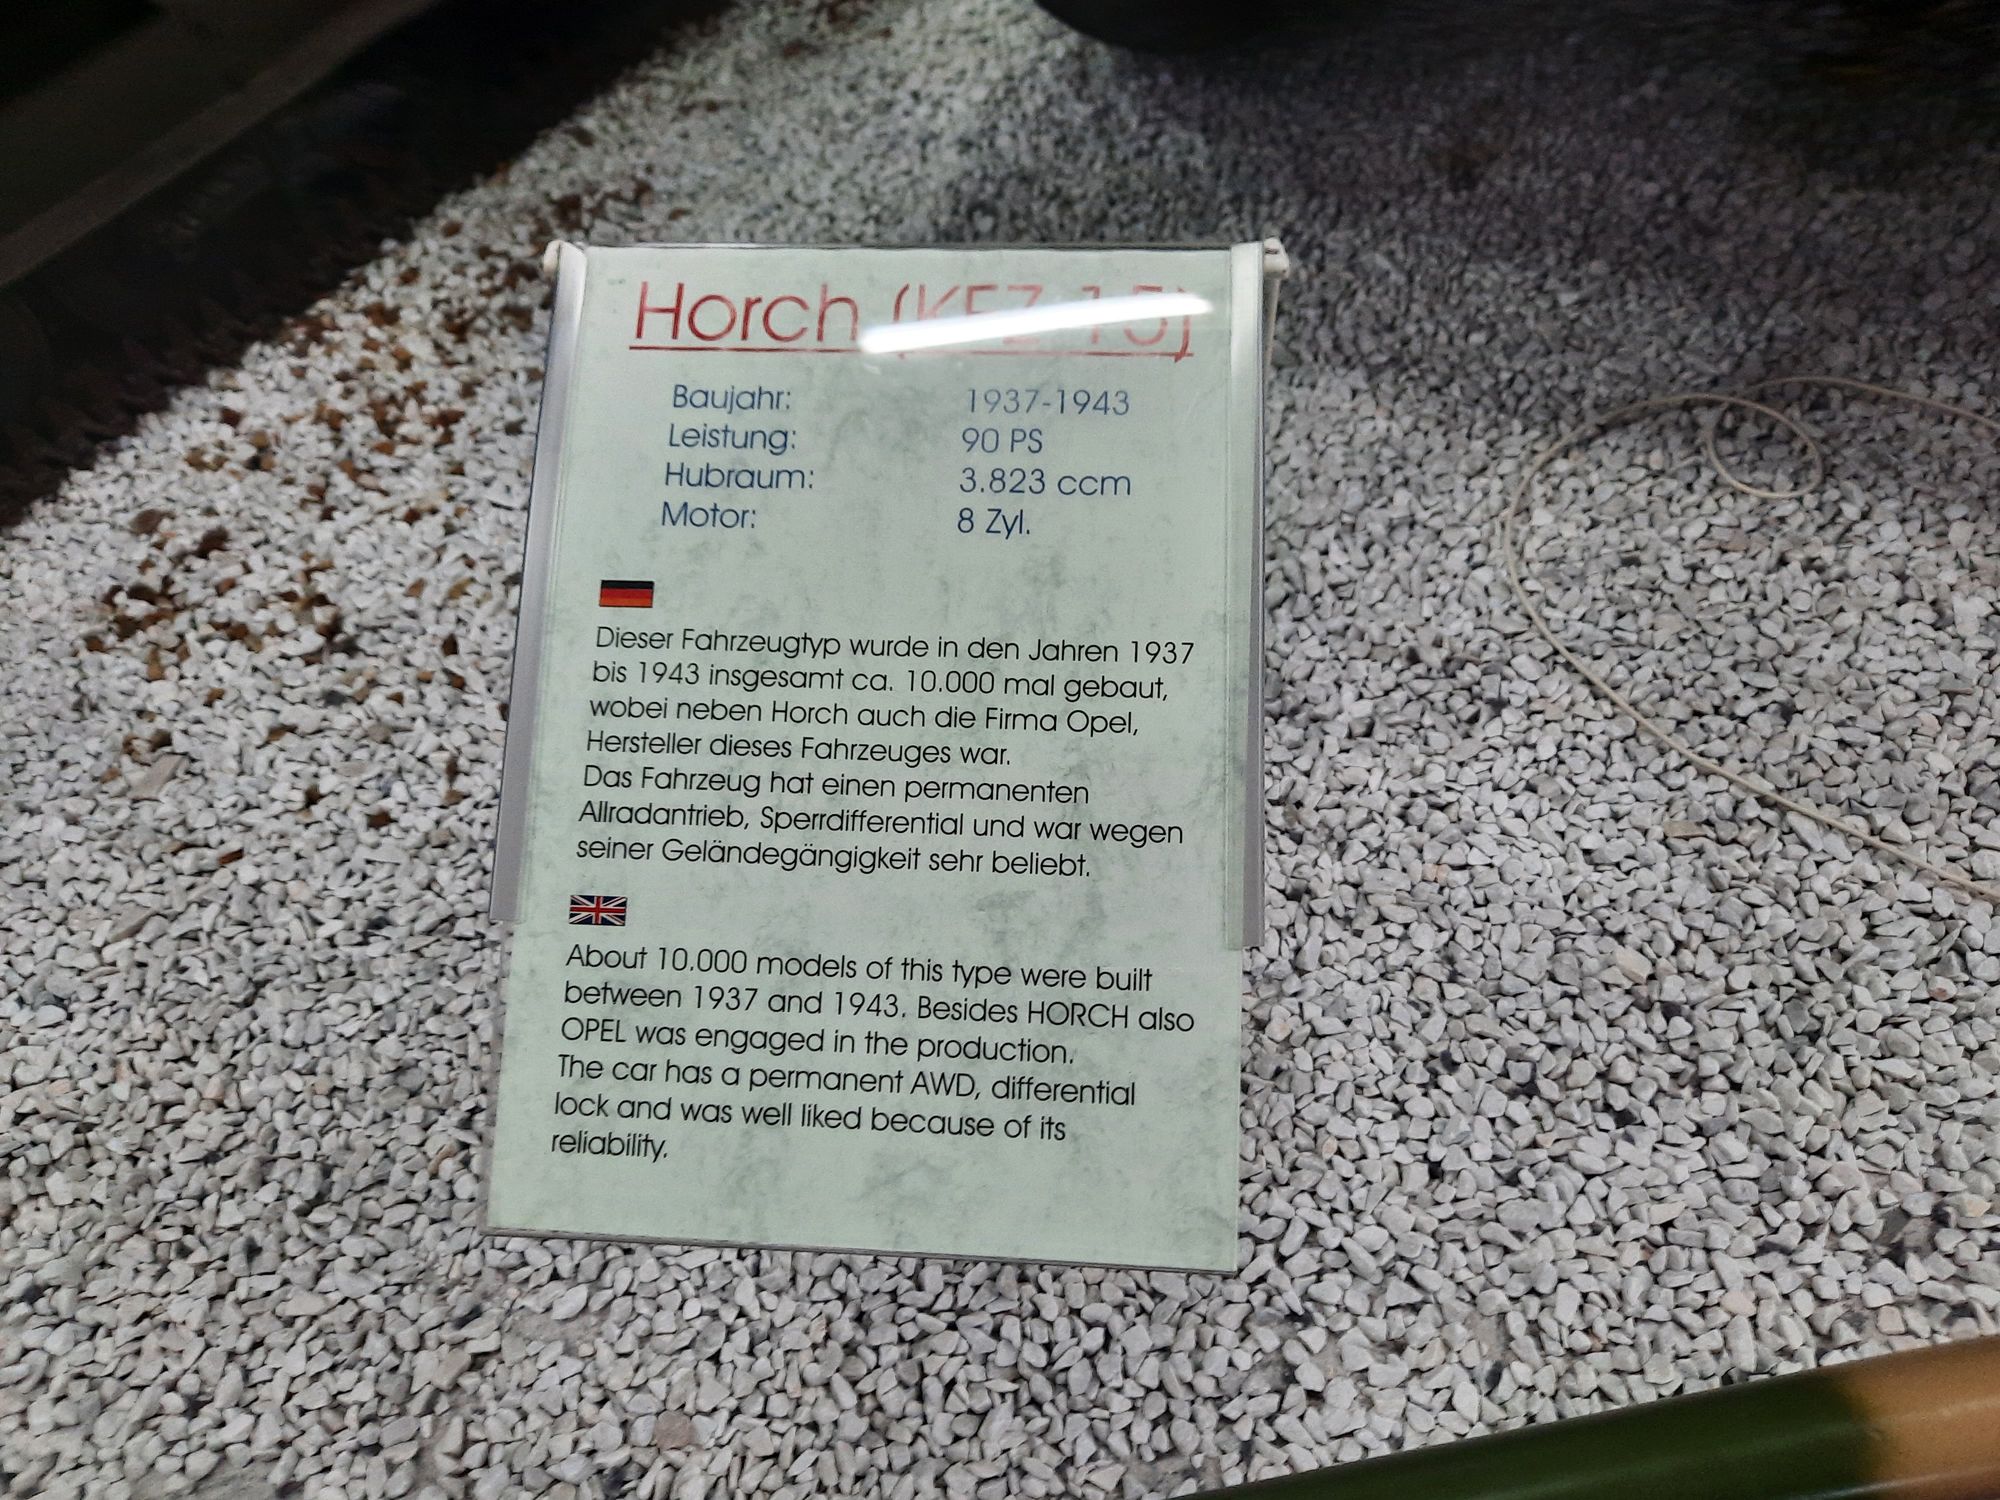 Horch (KFZ 15)
Baujahr: 1937-1943
Leistung: 90 PS
Hubraum: 3.823 ccm
Motor: 8 Zyl.
Dieser Fahrzeugtyp wurde in den Jahren 1937
bis 1943 insgesamt ca. 10.000 mal gebaut,
wobei neben Horch auch die Firma Opel,
Hersteller dieses Fahrzeuges war.
Das Fahrzeug hat einen permanenten
Allradantrieb, Sperrdifferential und war wegen
seiner Geländegängigkeit sehr beliebt.
About 10.000 models of this type were built
between 1937 and 1943. Besides HORCH also
OPEL was engaged in the production.
The car has a permanent AWD, differential
lock and was well liked because of its
reliability.